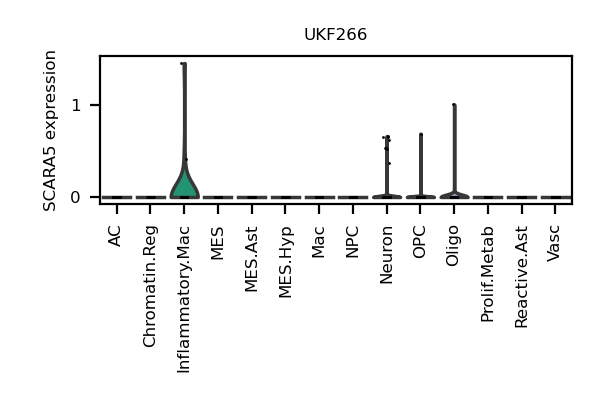 UKF266
SCARA5 expression
1
0
AC
Chromatin.Reg
Inflammatory.Mac
MES
MES.Ast
MES.Hyp
Mac
NPC
Neuron
OPC
Oligo
Prolif.Metab
Reactive.Ast
Vasc